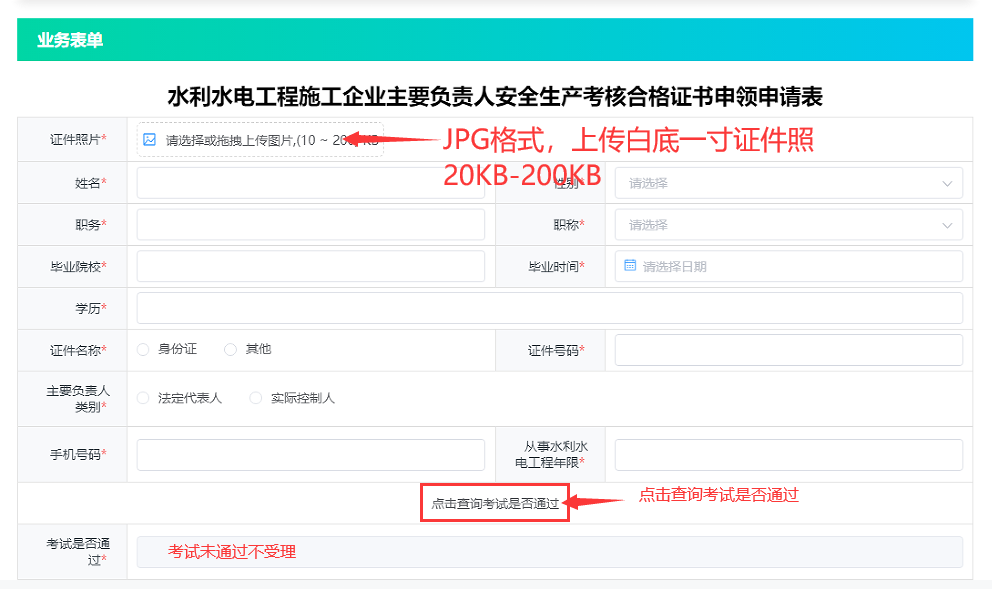 业务表单
水利水电工程施工企业主要负责人安全生产考核合格证书申领申请表
证件照片*
请选择或拖拽上传图片,(10 ~ 200KB
JPG格式，上传白底一寸证件照
20KB-200KB
姓名*
性别*
请选择
职务*
职称*
请选择
毕业院校*
毕业时间*
请选择日期
学历*
证件名称*
身份证
其他
证件号码*
主要负责人
类别*
法定代表人
实际控制人
手机号码*
从事水利水
电工程年限*
点击查询考试是否通过
点击查询考试是否通过
考试是否通
过*
考试未通过不受理